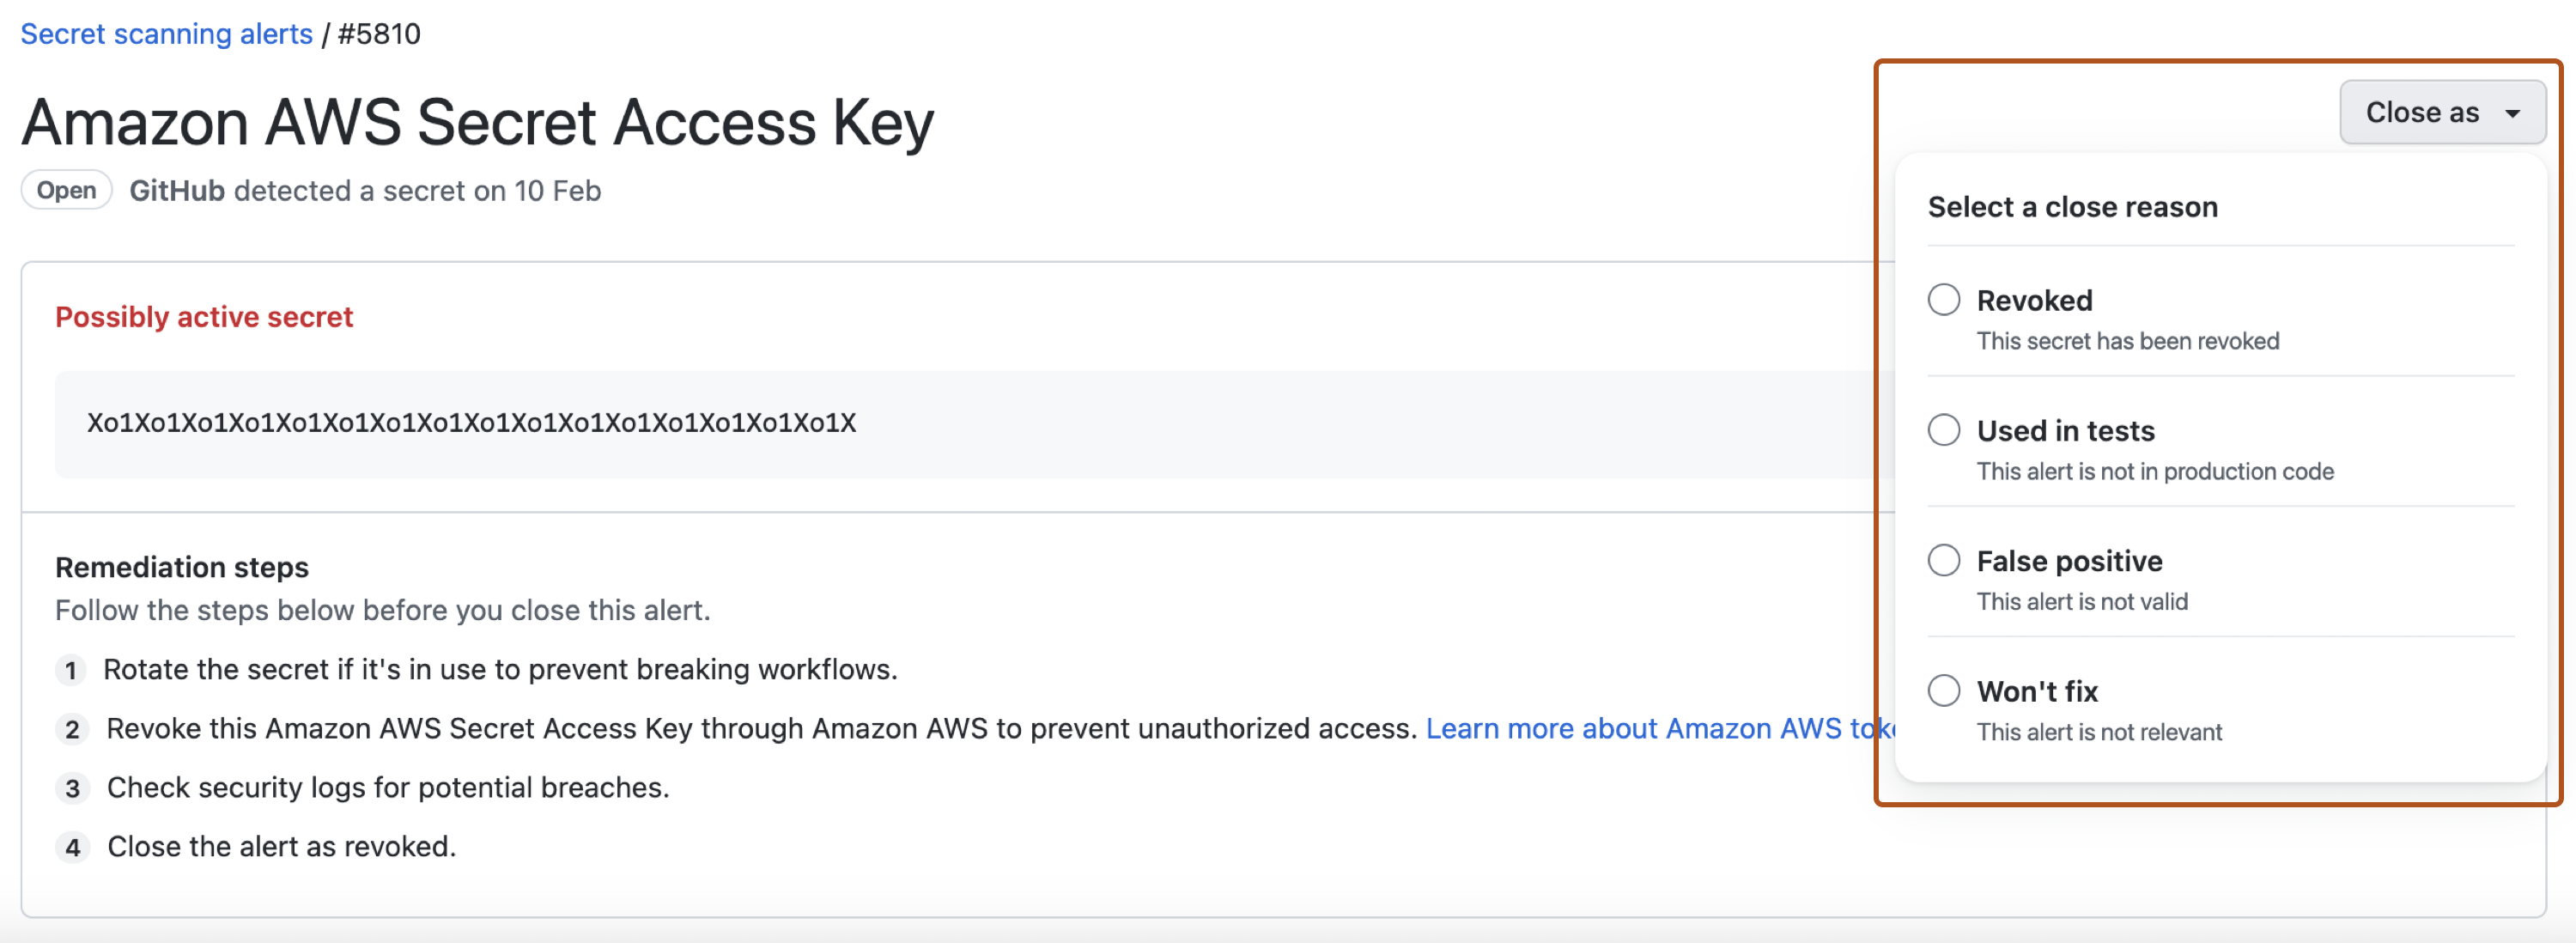 Secret scanning alerts / #5810
Amazon AWS Secret Access Key
Open GitHub detected a secret on 10 Feb
Possibly active secret
Xo1Xo1Xo1Xo1Xo1Xo1Xo1Xo1Xo1Xo1Xo1Xo1Xo1Xo1Xo1Xo1X
Remediation steps
Follow the steps below before you close this alert.
1 Rotate the secret if it's in use to prevent breaking workflows.
2 Revoke this Amazon AWS Secret Access Key through Amazon AWS to prevent unauthorized access. Learn more about Amazon AWS toke
3 Check security logs for potential breaches.
4 Close the alert as revoked.
Close as
Select a close reason
Revoked
This secret has been revoked
Used in tests
This alert is not in production code
False positive
This alert is not valid
Won't fix
This alert is not relevant